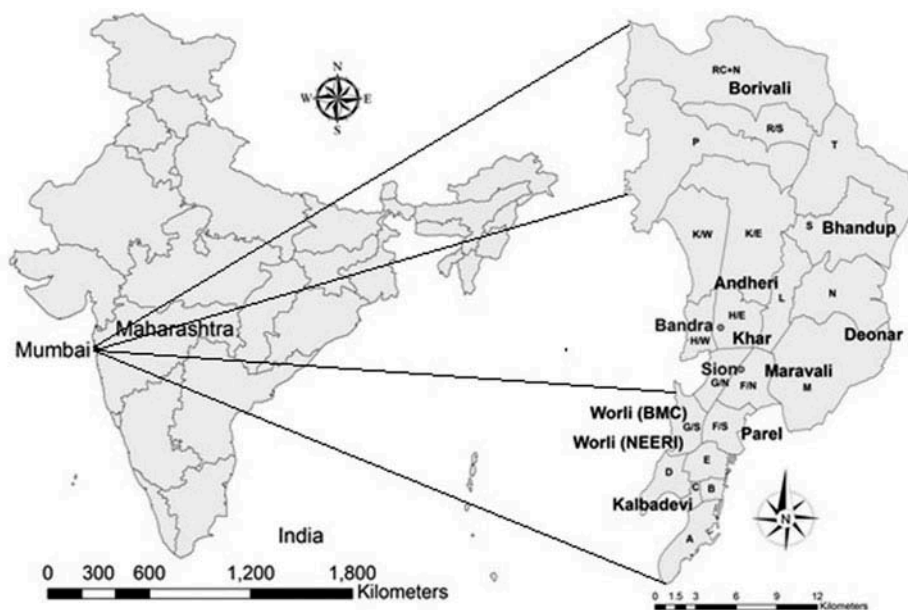 N
W E
S
Maharashtra
Mumbai
India
0 300 600 1,200 1,800
Kilometers
RC+N
Borivali
R/S
P
T
S
Bhandup
K/W
K/E
Andheri
L
N
H/E
Bandra
Khar
H/W
Deonar
Sion
Maravali
G/N
F/N
M
Worli (BMC)
G/S
F/S
Parel
Worli (NEERI)
E
D
C
B
Kalbadevi
A
N
0 1.5 3 6 9 12
Kilometers